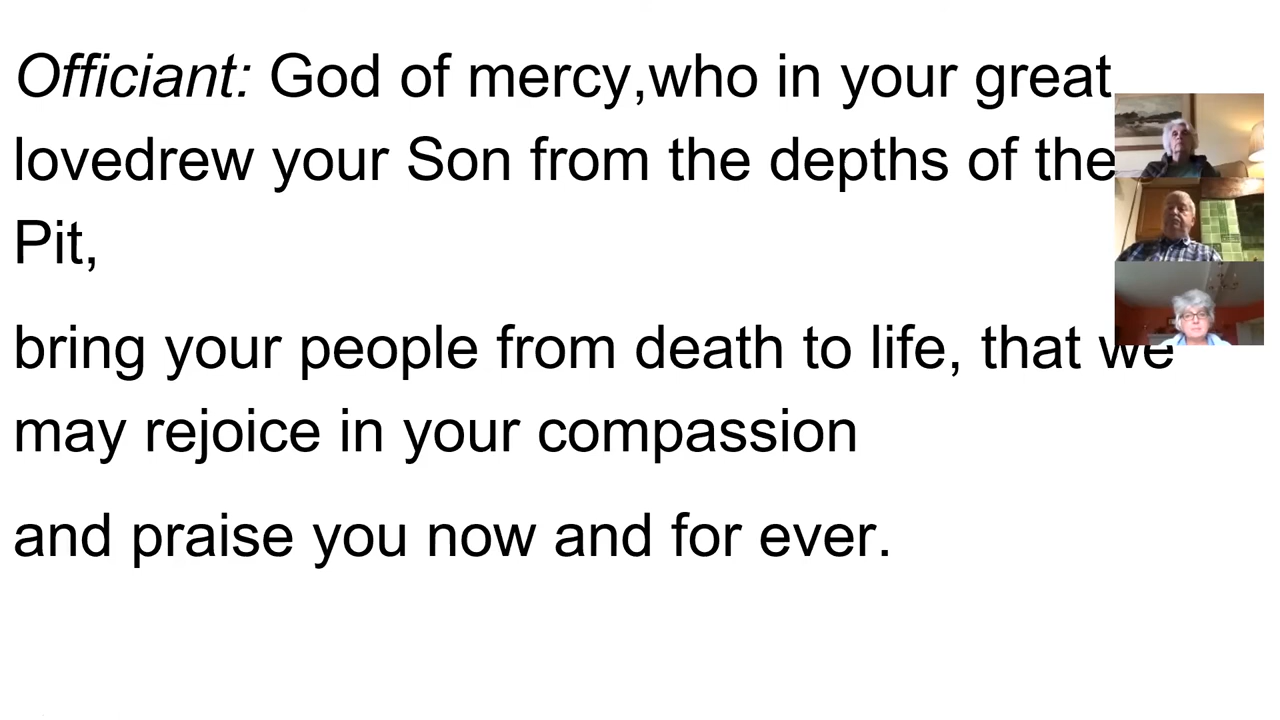 Officiant: God of mercy,who in your great
lovedrew your Son from the depths of the
Pit,
bring your people from death to life, that we
may rejoice in your compassion
and praise you now and for ever.